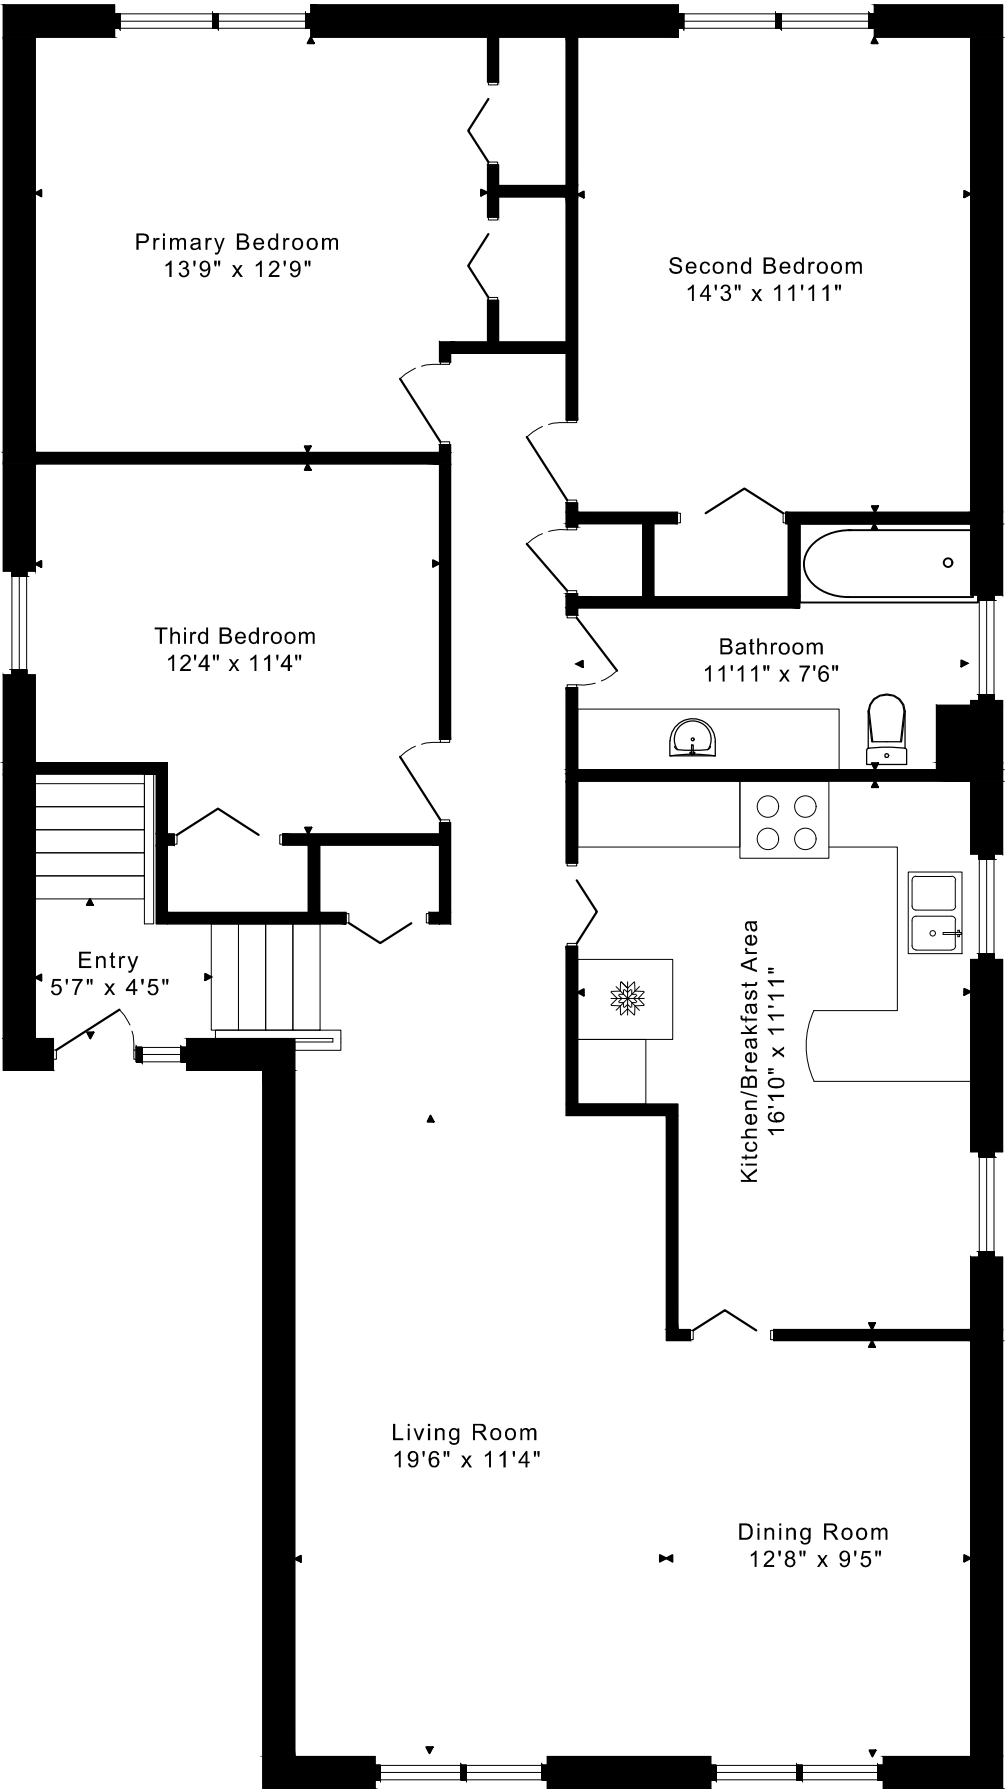 Primary Bedroom
13'9" x 12'9"
Second Bedroom
14'3" x 11'11"
Third Bedroom
12'4" x 11'4"
Bathroom
11'11" x 7'6"
Entry
5'7" x 4'5"
Kitchen/Breakfast Area
16'10" x 11'11"
Living Room
19'6" x 11'4"
Dining Room
12'8" x 9'5"